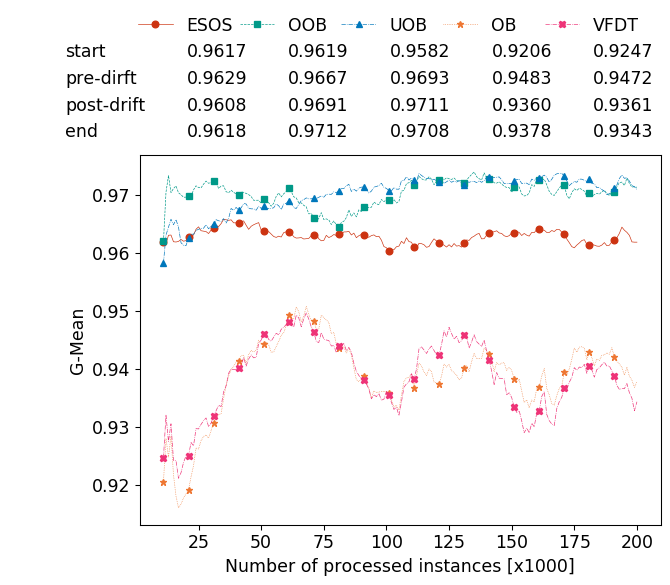 ESOS OOB UOB OB VFDT
start 0.9617 0.9619 0.9582 0.9206 0.9247
pre-dirft 0.9629 0.9667 0.9693 0.9483 0.9472
post-drift 0.9608 0.9691 0.9711 0.9360 0.9361
end 0.9618 0.9712 0.9708 0.9378 0.9343
0.97
0.96
0.95
0.94
0.93
0.92
G-Mean
25 50 75 100 125 150 175 200
Number of processed instances [x1000]